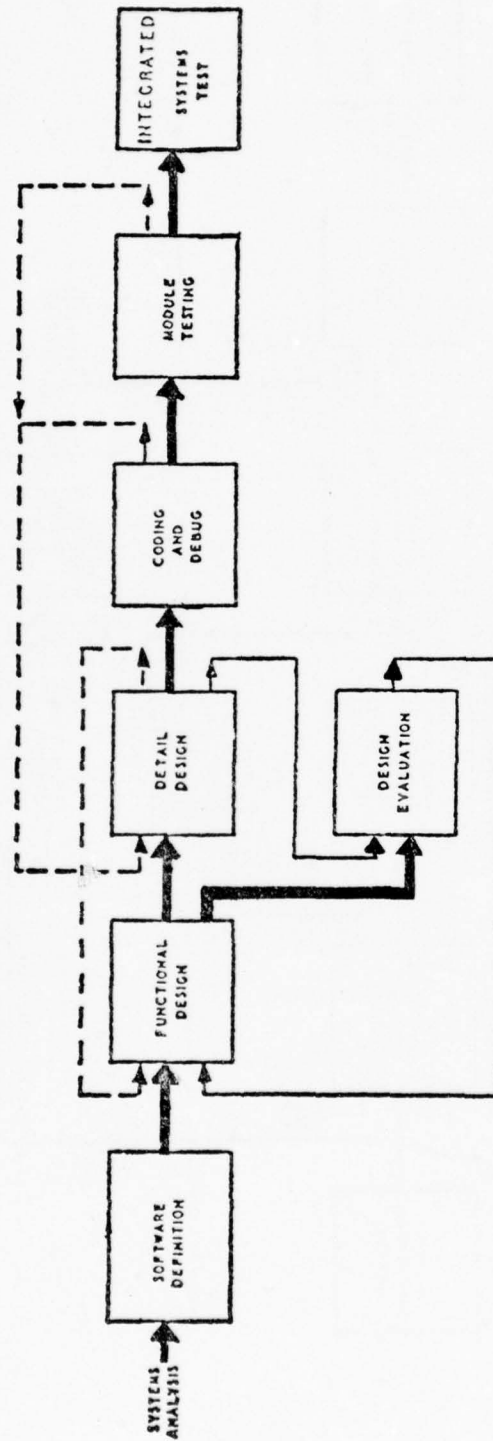 SYSTEMS
ANALYSIS
SOFTWARE
DEFINITION
FUNCTIONAL
DESIGN
DETAIL
DESIGN
DESIGN
EVALUATION
CODING
AND
DEBUG
MODULE
TESTING
INTEGRATED
SYSTEMS
TEST